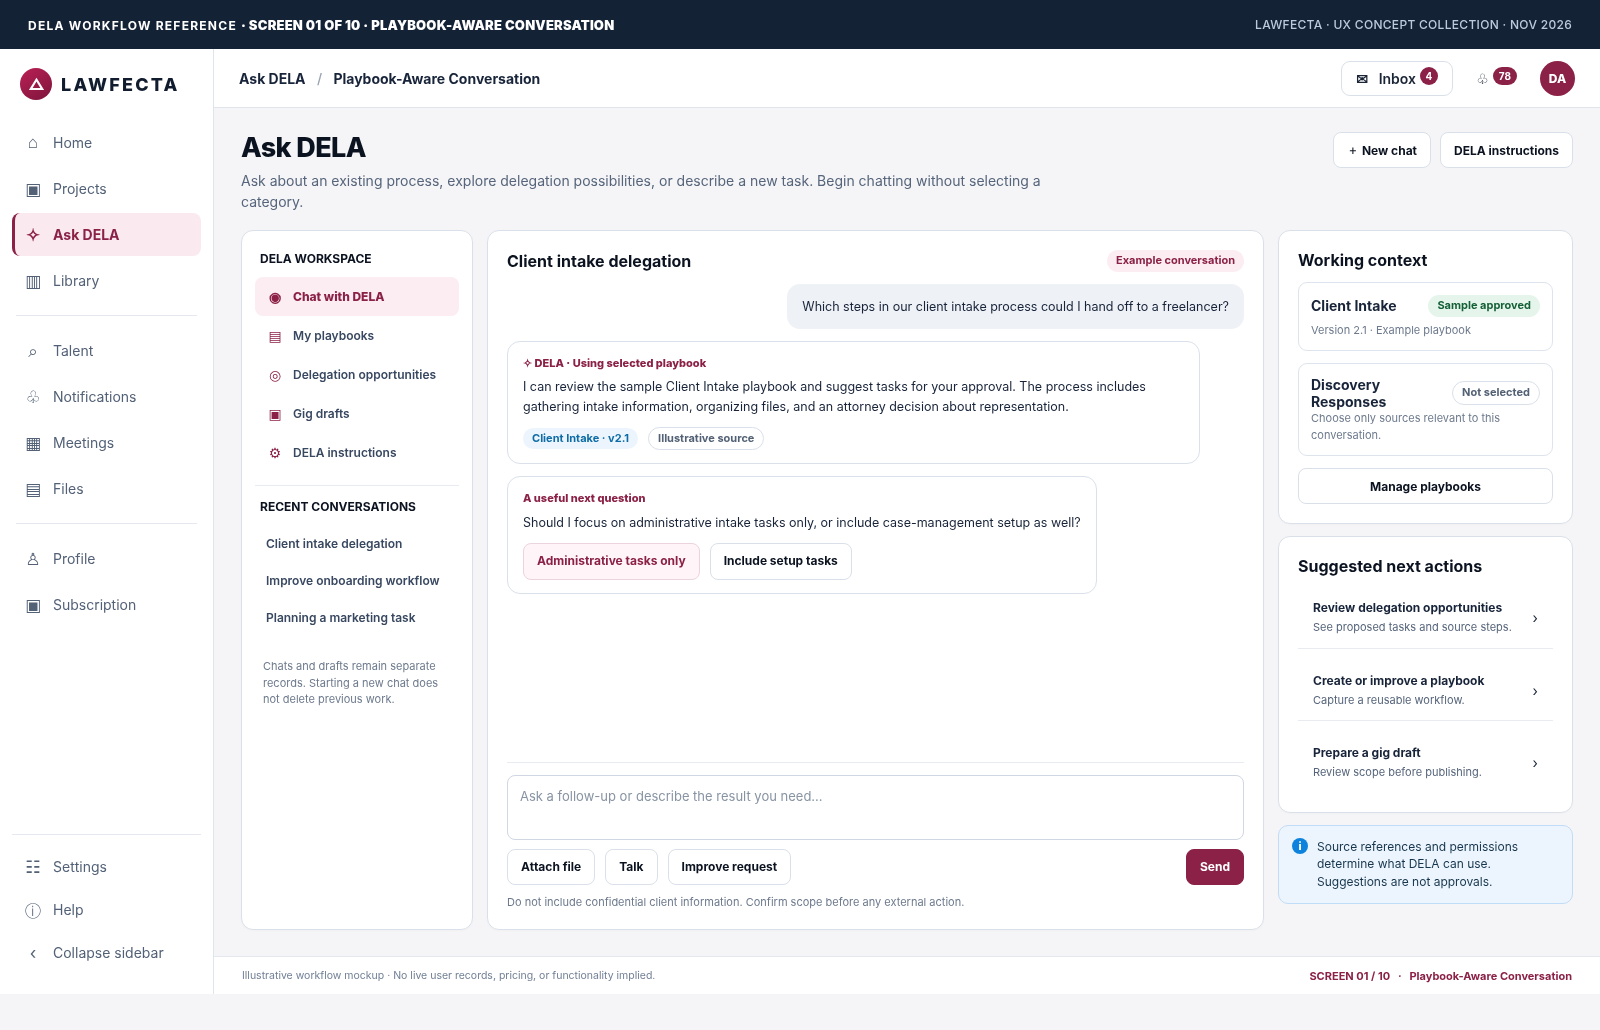 DELA WORKFLOW REFERENCE · SCREEN 01 OF 10 · PLAYBOOK-AWARE CONVERSATION
LAWFECTA · UX CONCEPT COLLECTION · NOV 2026
LAWFECTA
Home
Projects
Ask DELA
Library
Talent
Notifications
Meetings
Files
Profile
Subscription
Settings
Help
Collapse sidebar
Ask DELA / Playbook-Aware Conversation
Inbox 4
78
DA
Ask DELA
Ask about an existing process, explore delegation possibilities, or describe a new task. Begin chatting without selecting a
category.
+ New chat
DELA instructions
DELA WORKSPACE
Chat with DELA
My playbooks
Delegation opportunities
Gig drafts
DELA instructions
RECENT CONVERSATIONS
Client intake delegation
Improve onboarding workflow
Planning a marketing task
Chats and drafts remain separate
records. Starting a new chat does
not delete previous work.
Client intake delegation
Example conversation
Which steps in our client intake process could I hand off to a freelancer?
✧ DELA · Using selected playbook
I can review the sample Client Intake playbook and suggest tasks for your approval. The process includes
gathering intake information, organizing files, and an attorney decision about representation.
Client Intake · v2.1
Illustrative source
A useful next question
Should I focus on administrative intake tasks only, or include case-management setup as well?
Administrative tasks only
Include setup tasks
Ask a follow-up or describe the result you need...
Attach file
Talk
Improve request
Send
Do not include confidential client information. Confirm scope before any external action.
Working context
Client Intake
Sample approved
Version 2.1 · Example playbook
Discovery
Responses
Not selected
Choose only sources relevant to this
conversation.
Manage playbooks
Suggested next actions
Review delegation opportunities
See proposed tasks and source steps.
Create or improve a playbook
Capture a reusable workflow.
Prepare a gig draft
Review scope before publishing.
Source references and permissions
determine what DELA can use.
Suggestions are not approvals.
Illustrative workflow mockup · No live user records, pricing, or functionality implied.
SCREEN 01 / 10 · Playbook-Aware Conversation